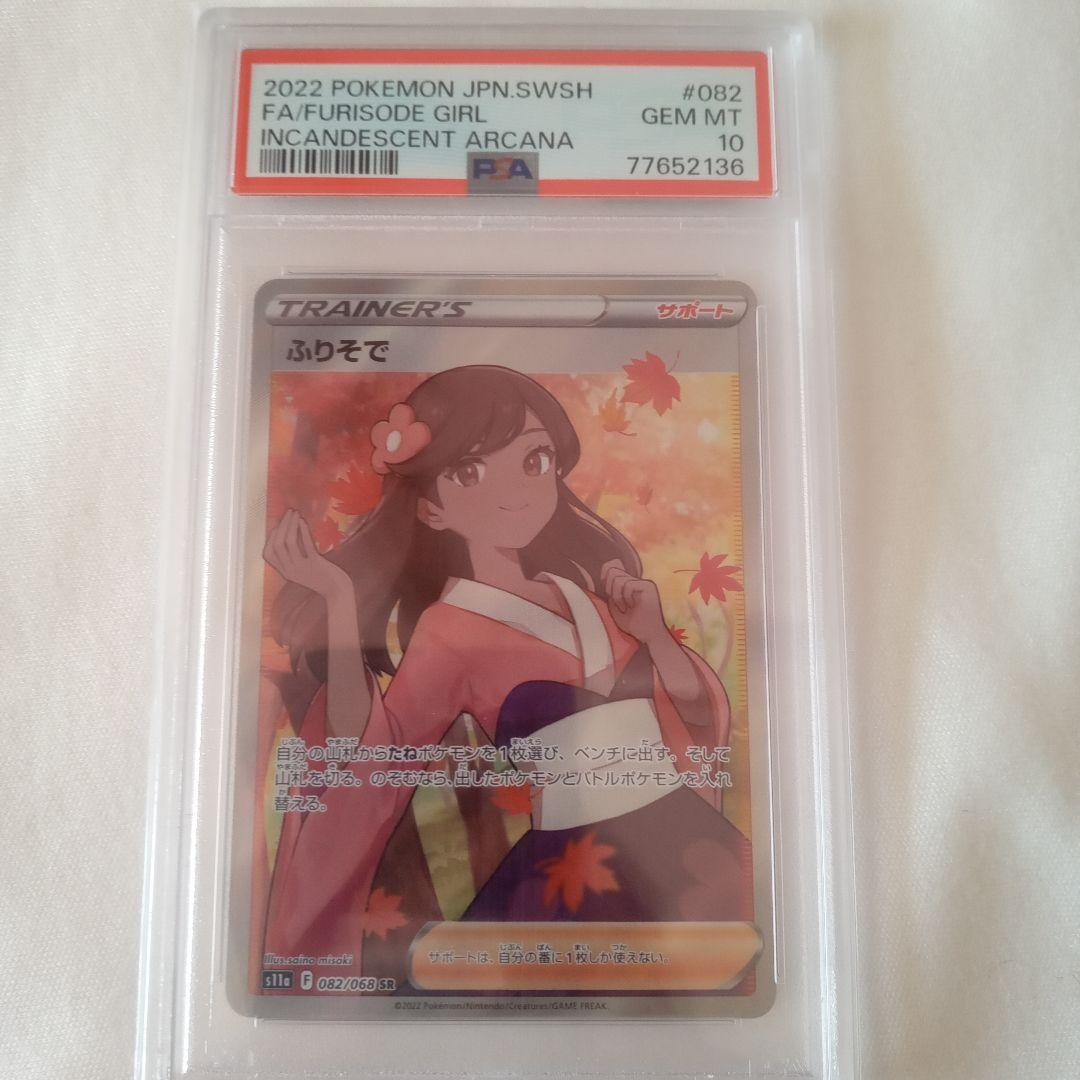 2022 POKEMON JPN.SWSH #082
FA/FURISODE GIRL GEM MT
INCANDESCENT ARCANA 10
PSA 77652136
TRAINER'S サポート
ふりそで
自分の山札からたねポケモンを1枚選び、ベンチに出す。そして
山札を切る。のぞむなら、出したポケモンとバトルポケモンを入れ
替える。
サポートは、自分の番に1枚しか使えない。
Illus.saino misaki
s11a F 082/068 SR
©2022 Pokémon/Nintendo/Creatures/GAME FREAK.